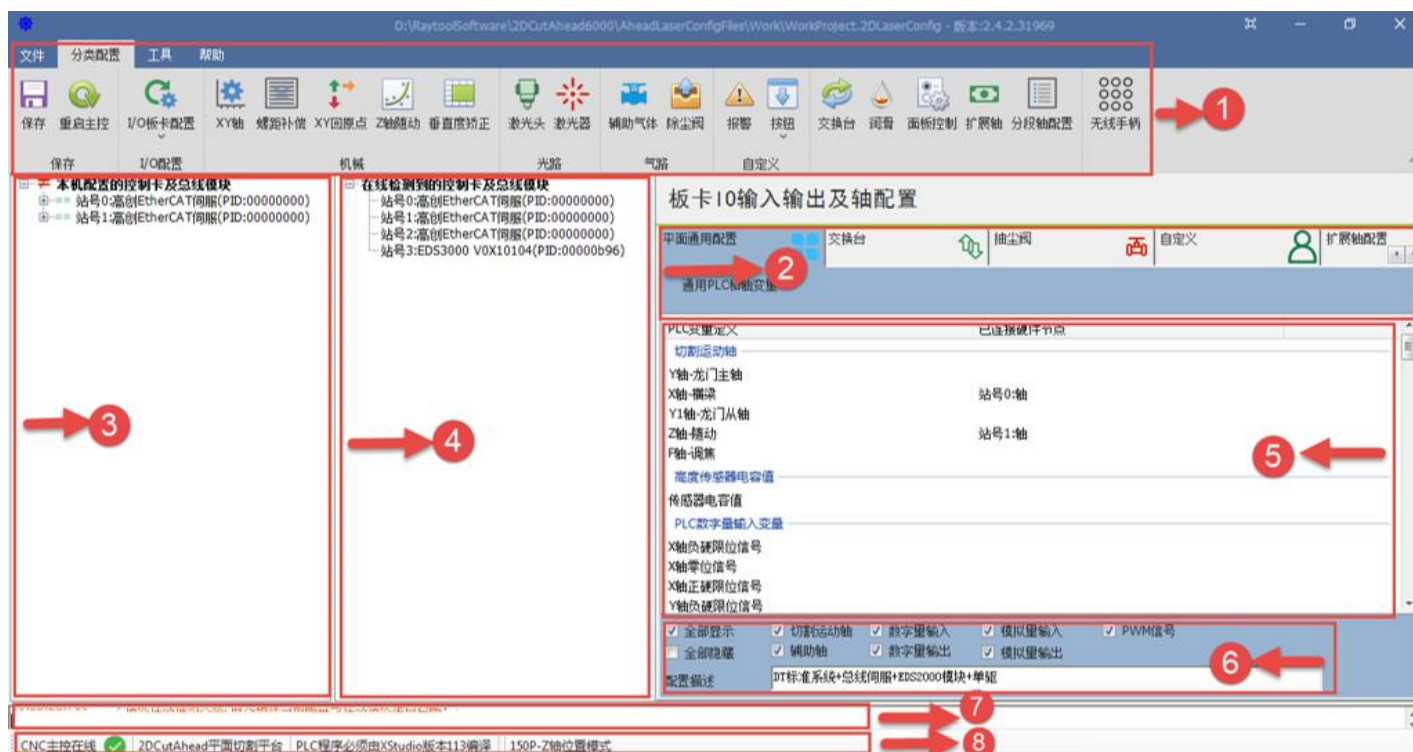 D:\RaytoolSoftware\2DCutAhead6000\AheadLaserConfigFiles\Work\WorkProject.2DLaserConfig - 版本:2.4.2.31969
文件 分类配置 工具 帮助
保存 重启主控 I/O板卡配置 XY轴 螺距补偿 XY回原点 Z轴随动 垂直度矫正 激光头 激光器 辅助气体 除尘阀 报警 按钮 交换台 润滑 面板控制 扩展轴 分段轴配置 无线手柄
1
保存 I/O配置 机械 光路 气路 自定义
本机配置的控制卡及总线模块
站号0:高创EtherCAT伺服(PID:00000000)
站号1:高创EtherCAT伺服(PID:00000000)
3
在线检测到的控制卡及总线模块
站号0:高创EtherCAT伺服(PID:00000000)
站号1:高创EtherCAT伺服(PID:00000000)
站号2:高创EtherCAT伺服(PID:00000000)
站号3:EDS3000 V0X10104(PID:00000b96)
4
板卡IO输入输出及轴配置
平面通用配置 交换台 抽尘阀 自定义 扩展轴配置
2
通用PLC和轴变量
PLC变量定义 已连接硬件节点
切割运动轴
Y轴-龙门主轴
X轴-横梁 站号0:轴
Y1轴-龙门从轴
Z轴-随动 站号1:轴
F轴-调焦
5
高度传感器电容值
传感器电容值
PLC数字量输入变量
X轴负硬限位信号
X轴零位信号
X轴正硬限位信号
Y轴负硬限位信号
全部显示 切割运动轴 数字量输入 模拟量输入 PWM信号
全部隐藏 辅助轴 数字量输出 模拟量输出
6
配置描述 DT标准系统+总线伺服+EDS2000模块+单驱
7
CNC主控在线 2DCutAhead平面切割平台 PLC程序必须由XStudio版本113编译 150P-Z轴位置模式
8